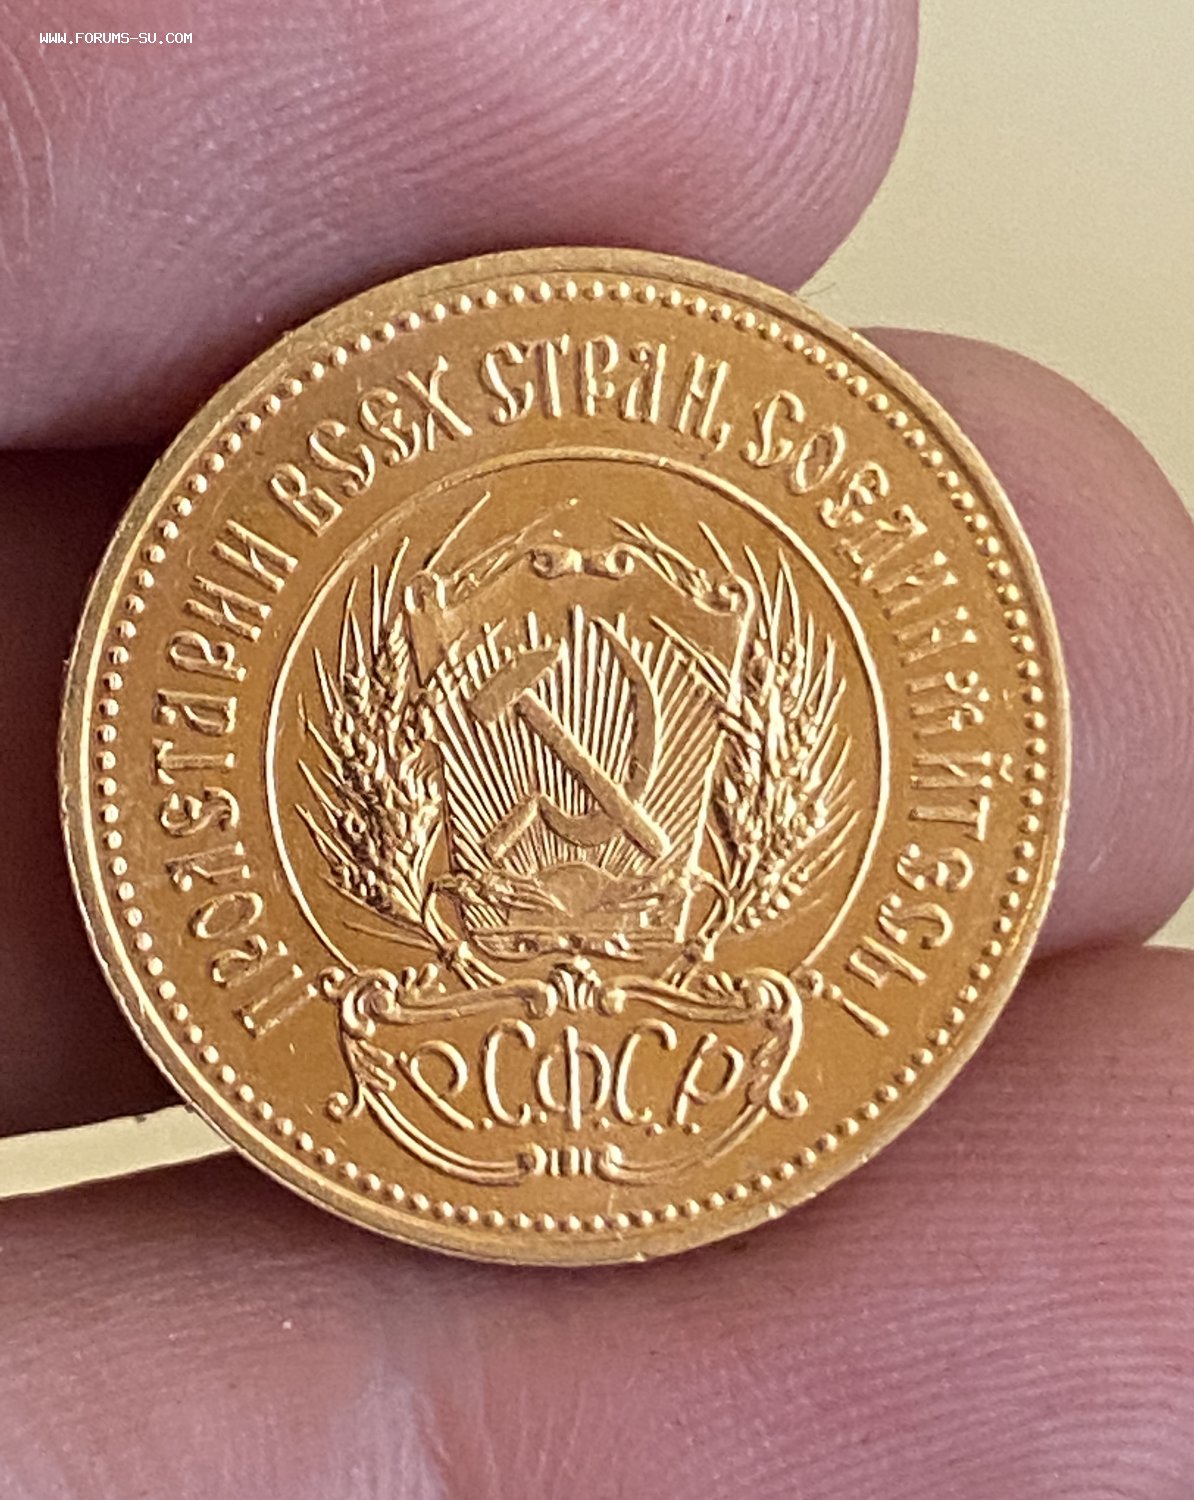 WWW.FORUMS-SU.COM
ПРОЛЕТАРИИ ВСЕХ СТРАН, СОЕДИНЯЙТЕСЬ!
Р.С.Ф.С.Р.